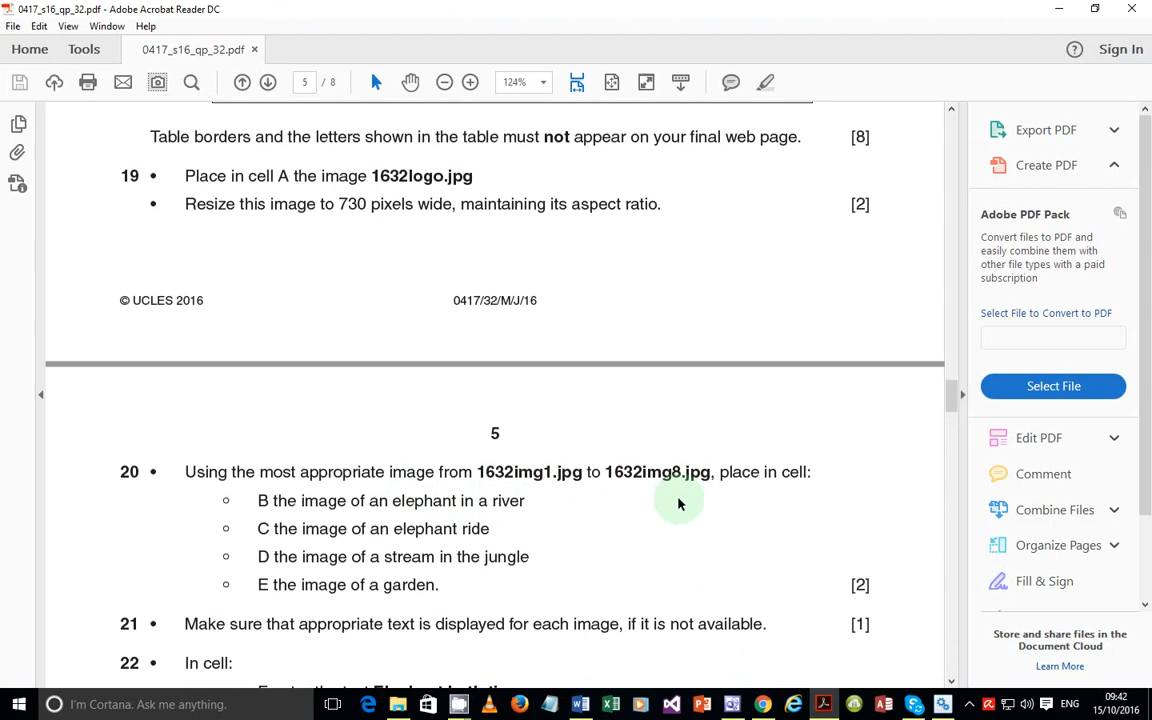 0417_s16_qp_32.pdf - Adobe Acrobat Reader DC
File Edit View Window Help
Home Tools 0417_s16_qp_32.pdf × Sign In
5 / 8 124%
Table borders and the letters shown in the table must not appear on your final web page. [8]
19 • Place in cell A the image 1632logo.jpg
• Resize this image to 730 pixels wide, maintaining its aspect ratio. [2]
© UCLES 2016 0417/32/M/J/16
5
20 • Using the most appropriate image from 1632img1.jpg to 1632img8.jpg, place in cell:
○ B the image of an elephant in a river
○ C the image of an elephant ride
○ D the image of a stream in the jungle
○ E the image of a garden. [2]
21 • Make sure that appropriate text is displayed for each image, if it is not available. [1]
22 • In cell:
Export PDF
Create PDF
Adobe PDF Pack
Convert files to PDF and
easily combine them with
other file types with a paid
subscription
Select File to Convert to PDF
Select File
Edit PDF
Comment
Combine Files
Organize Pages
Fill & Sign
Store and share files in the
Document Cloud
Learn More
I'm Cortana. Ask me anything.
ENG
09:42
15/10/2016